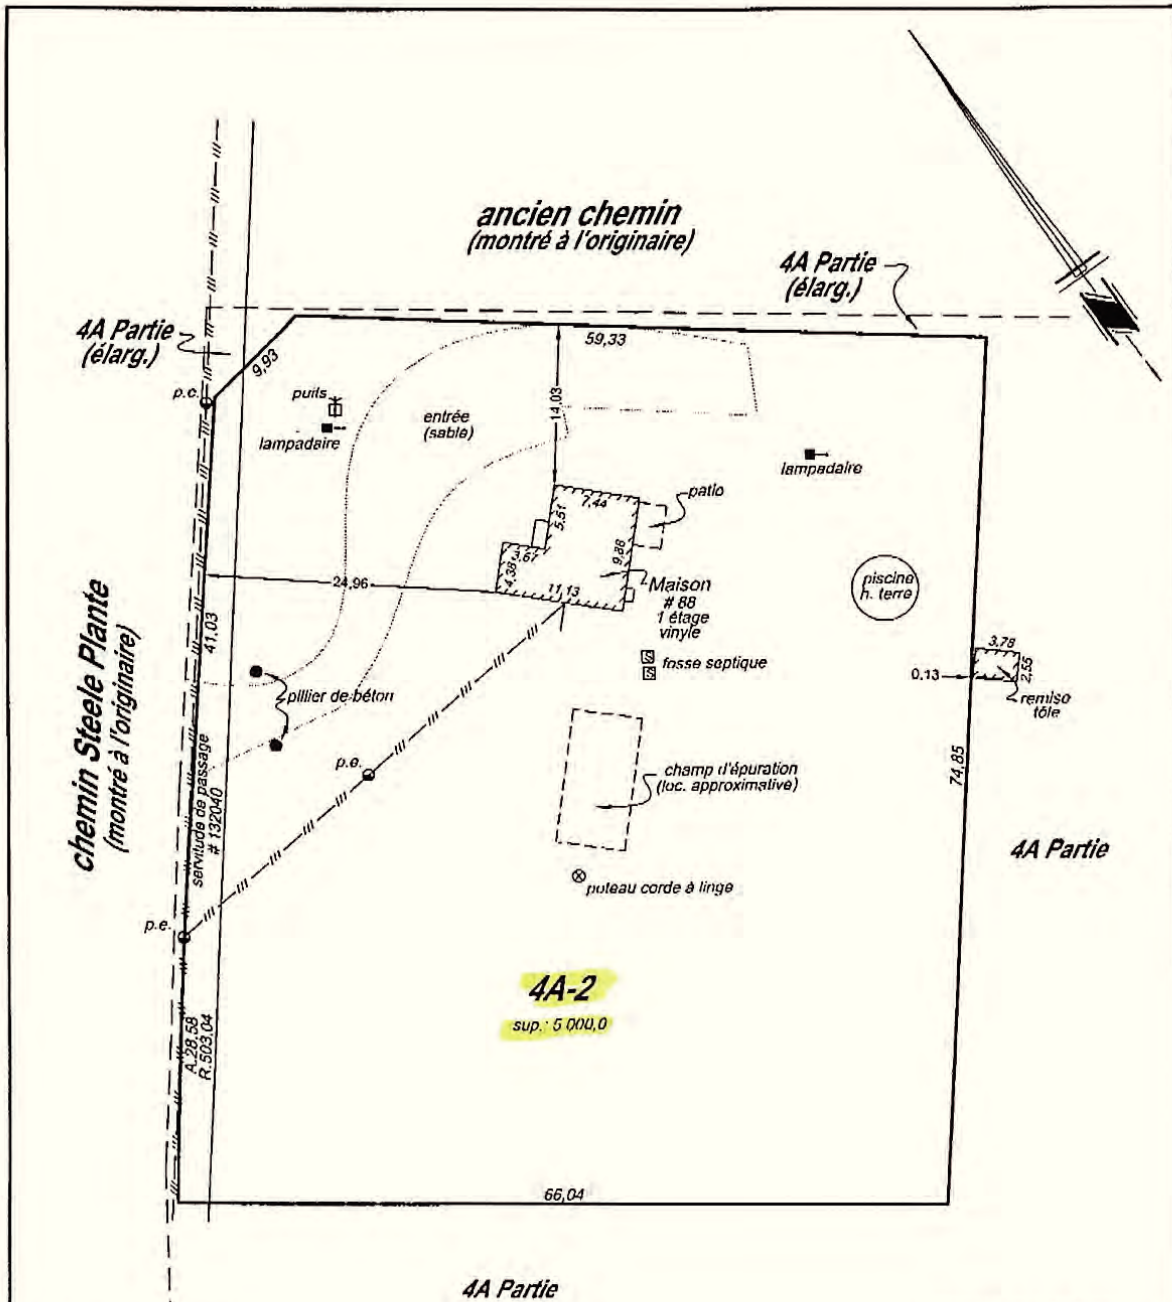 ancien chemin
(montré à l'originaire)
4A Partie
(élarg.)
4A Partie
(élarg.)
9,93
59,33
p.c.
puits
lampadaire
entrée
(sable)
14,03
lampadaire
patio
7,44
5,51
3,67
4,38
9,88
11,13
24,96
Maison
# 88
1 étage
vinyle
piscine
h. terre
fosse septique
3,78
2,55
0,13
remise
tôle
chemin Steele Plante
(montré à l'originaire)
41,03
pillier de béton
servitude de passage
# 132040
p.e.
champ d'épuration
(loc. approximative)
74,85
4A Partie
poteau corde à linge
p.e.
4A-2
sup.: 5 000,0
A.28,58
R.503,04
66,04
4A Partie